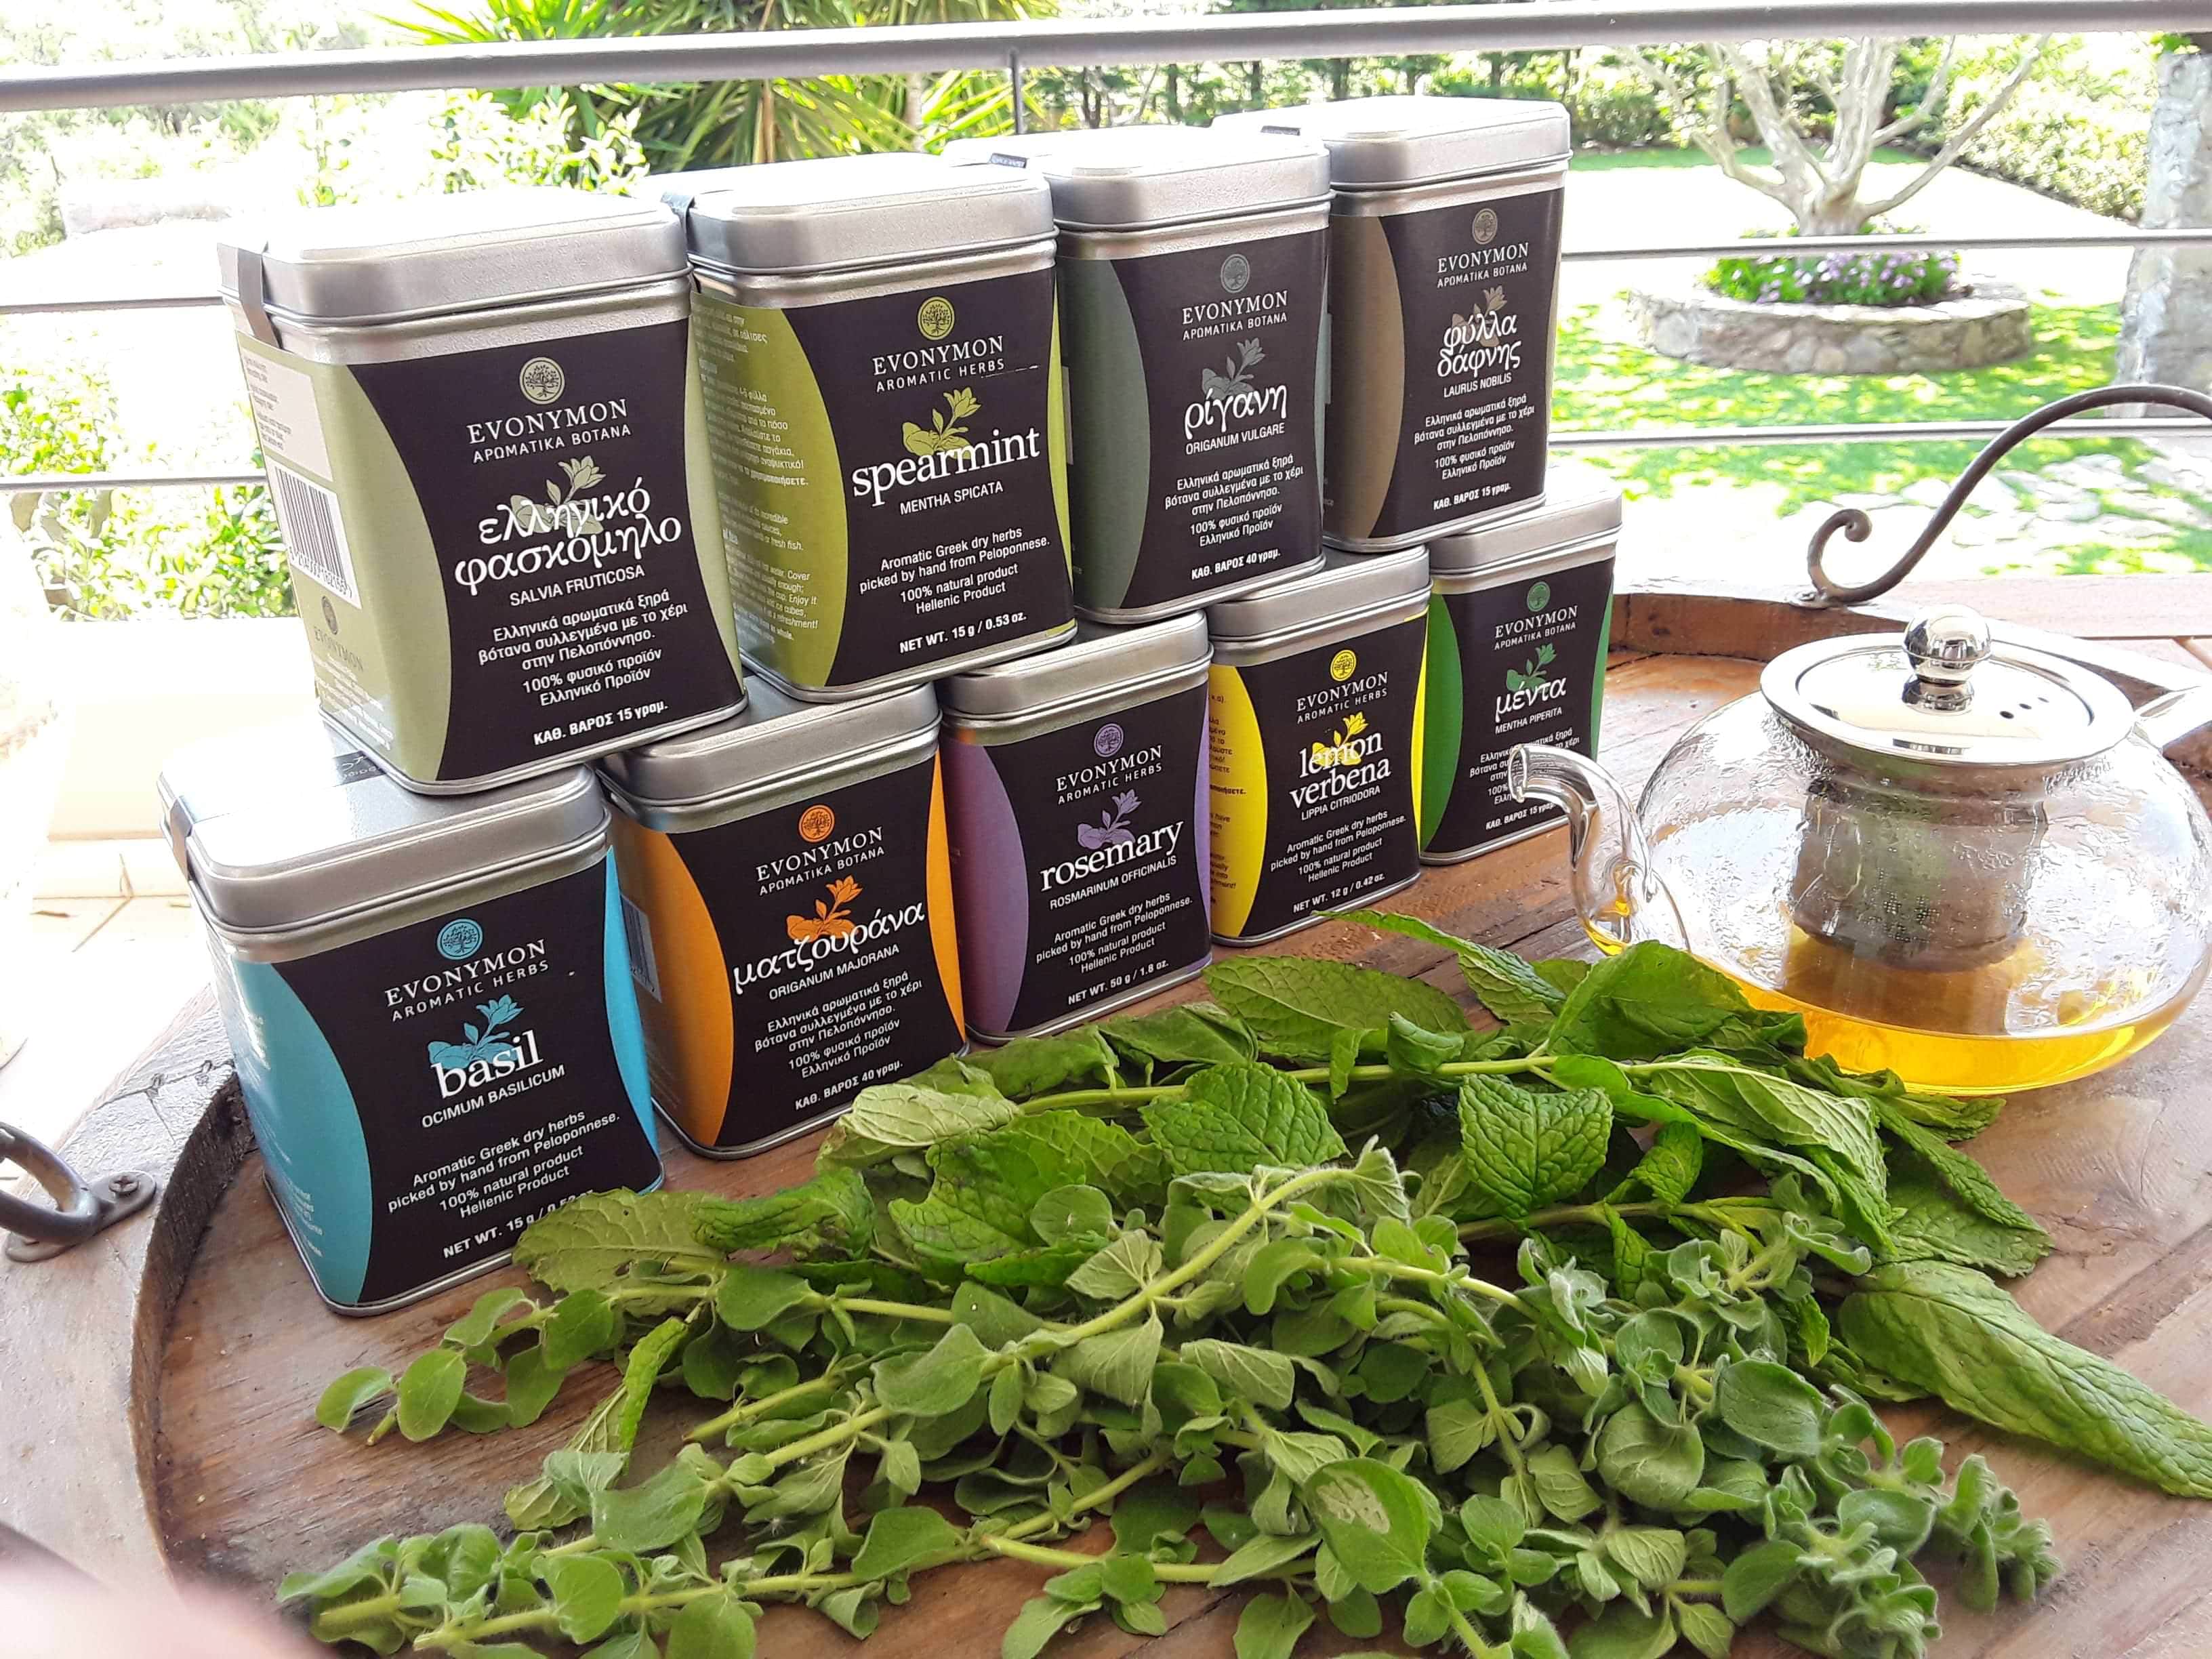 EVONYMON
ΑΡΩΜΑΤΙΚΑ ΒΟΤΑΝΑ
ελληνικό
φασκόμηλο
SALVIA FRUTICOSA
Ελληνικά αρωματικά ξηρά
βότανα συλλεγμένα με το χέρι
στην Πελοπόννησο.
100% φυσικό προϊόν
Ελληνικό Προϊόν
ΚΑΘ. ΒΑΡΟΣ 15 γραμ.
EVONYMON
EVONYMON
AROMATIC HERBS
spearmint
MENTHA SPICATA
Aromatic Greek dry herbs
picked by hand from Peloponnese.
100% natural product
Hellenic Product
NET WT. 15 g / 0.53 oz.
EVONYMON
ΑΡΩΜΑΤΙΚΑ ΒΟΤΑΝΑ
ρίγανη
ORIGANUM VULGARE
Ελληνικά αρωματικά ξηρά
βότανα συλλεγμένα με το χέρι
στην Πελοπόννησο.
100% φυσικό προϊόν
Ελληνικό Προϊόν
ΚΑΘ. ΒΑΡΟΣ 40 γραμ.
EVONYMON
ΑΡΩΜΑΤΙΚΑ ΒΟΤΑΝΑ
φύλλα
δάφνης
LAURUS NOBILIS
Ελληνικά αρωματικά ξηρά
βότανα συλλεγμένα με το χέρι
στην Πελοπόννησο.
100% φυσικό προϊόν
Ελληνικό Προϊόν
ΚΑΘ. ΒΑΡΟΣ 15 γραμ.
EVONYMON
AROMATIC HERBS
basil
OCIMUM BASILICUM
Aromatic Greek dry herbs
picked by hand from Peloponnese.
100% natural product
Hellenic Product
NET WT. 15 g /
EVONYMON
ΑΡΩΜΑΤΙΚΑ ΒΟΤΑΝΑ
ματζουράνα
ORIGANUM MAJORANA
Ελληνικά αρωματικά ξηρά
βότανα συλλεγμένα με το χέρι
στην Πελοπόννησο.
100% φυσικό προϊόν
Ελληνικό Προϊόν
ΚΑΘ. ΒΑΡΟΣ 40 γραμ.
EVONYMON
AROMATIC HERBS
rosemary
ROSMARINUM OFFICINALIS
Aromatic Greek dry herbs
picked by hand from Peloponnese.
100% natural product
Hellenic Product
NET WT. 50 g / 1.8 oz.
EVONYMON
AROMATIC HERBS
lemon
verbena
LIPPIA CITRIODORA
Aromatic Greek dry herbs
picked by hand from Peloponnese.
100% natural product
Hellenic Product
NET WT. 12 g / 0.42 oz.
EVONYMON
ΑΡΩΜΑΤΙΚΑ ΒΟΤΑΝΑ
μέντα
MENTHA PIPERITA
ΚΑΘ. ΒΑΡΟΣ 15 γραμ.